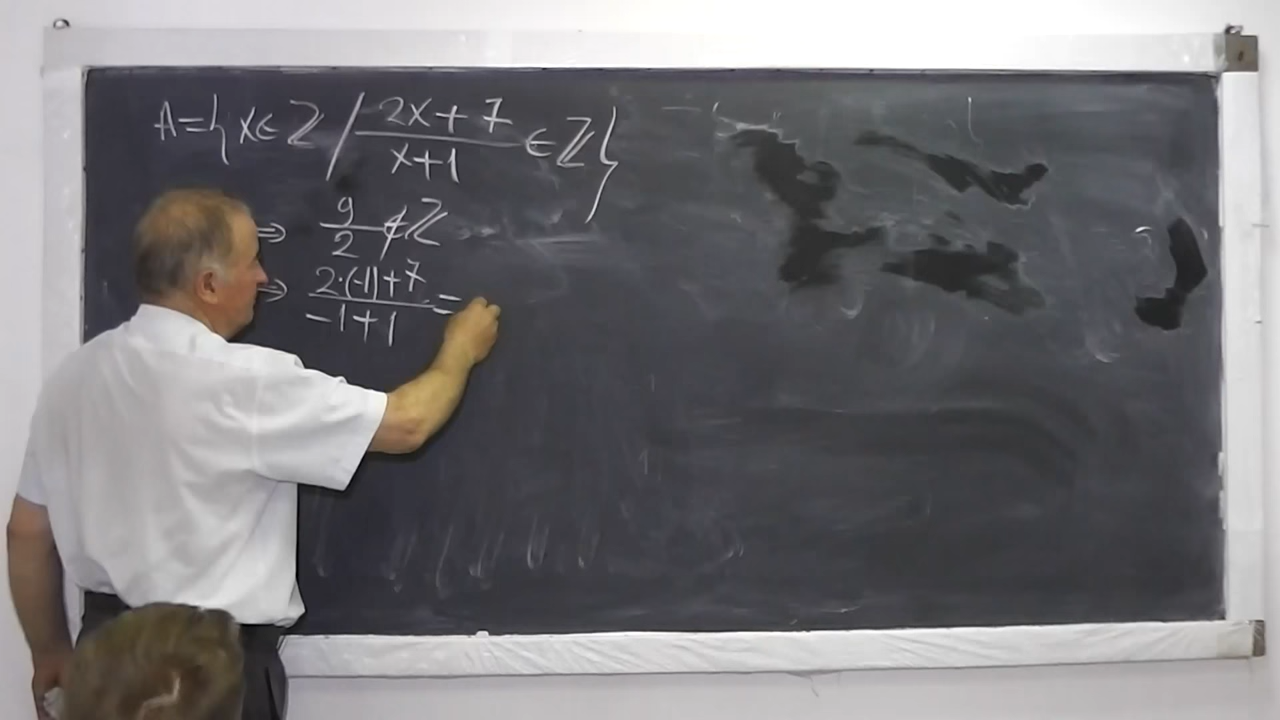 A={x∈ℤ/ (2x+7)/(x+1) ∈ℤ}
⇒ 9/2 ∉ℤ
⇒ (2·(-1)+7)/(-1+1) =